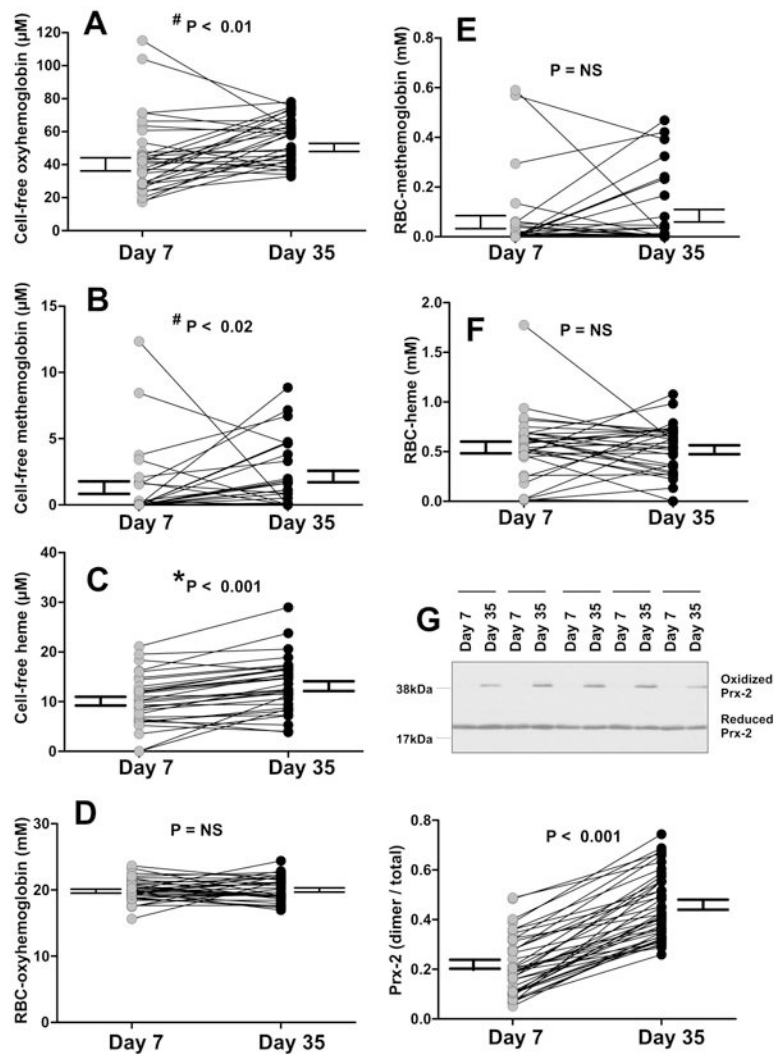 A
# P < 0.01
Cell-free oxyhemoglobin (µM)
120
100
80
60
40
20
0
Day 7 Day 35
B
# P < 0.02
Cell-free methemoglobin (µM)
15
10
5
0
Day 7 Day 35
C
* P < 0.001
Cell-free heme (µM)
40
30
20
10
0
Day 7 Day 35
D
P = NS
RBC-oxyhemoglobin (mM)
30
20
10
0
Day 7 Day 35
E
P = NS
RBC-methemoglobin (mM)
0.8
0.6
0.4
0.2
0.0
Day 7 Day 35
F
P = NS
RBC-heme (mM)
2.0
1.5
1.0
0.5
0.0
Day 7 Day 35
G
Day 7
Day 35
Day 7
Day 35
Day 7
Day 35
Day 7
Day 35
Day 7
Day 35
38kDa
17kDa
Oxidized
Prx-2
Reduced
Prx-2
P < 0.001
Prx-2 (dimer / total)
0.8
0.6
0.4
0.2
0.0
Day 7 Day 35